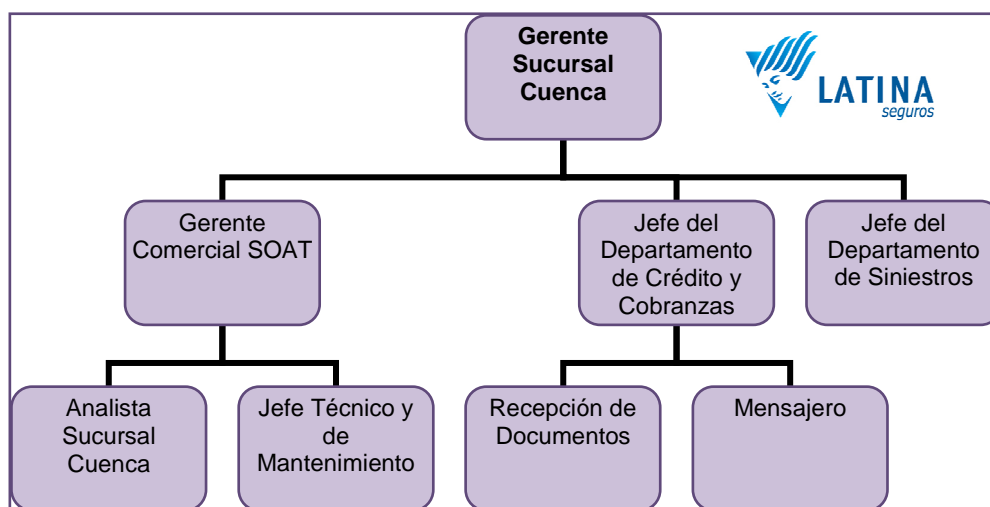 Gerente
Sucursal
Cuenca
LATINA
seguros
Gerente
Comercial SOAT
Jefe del
Departamento
de Crédito y
Cobranzas
Jefe del
Departamento
de Siniestros
Analista
Sucursal
Cuenca
Jefe Técnico y
de
Mantenimiento
Recepción de
Documentos
Mensajero